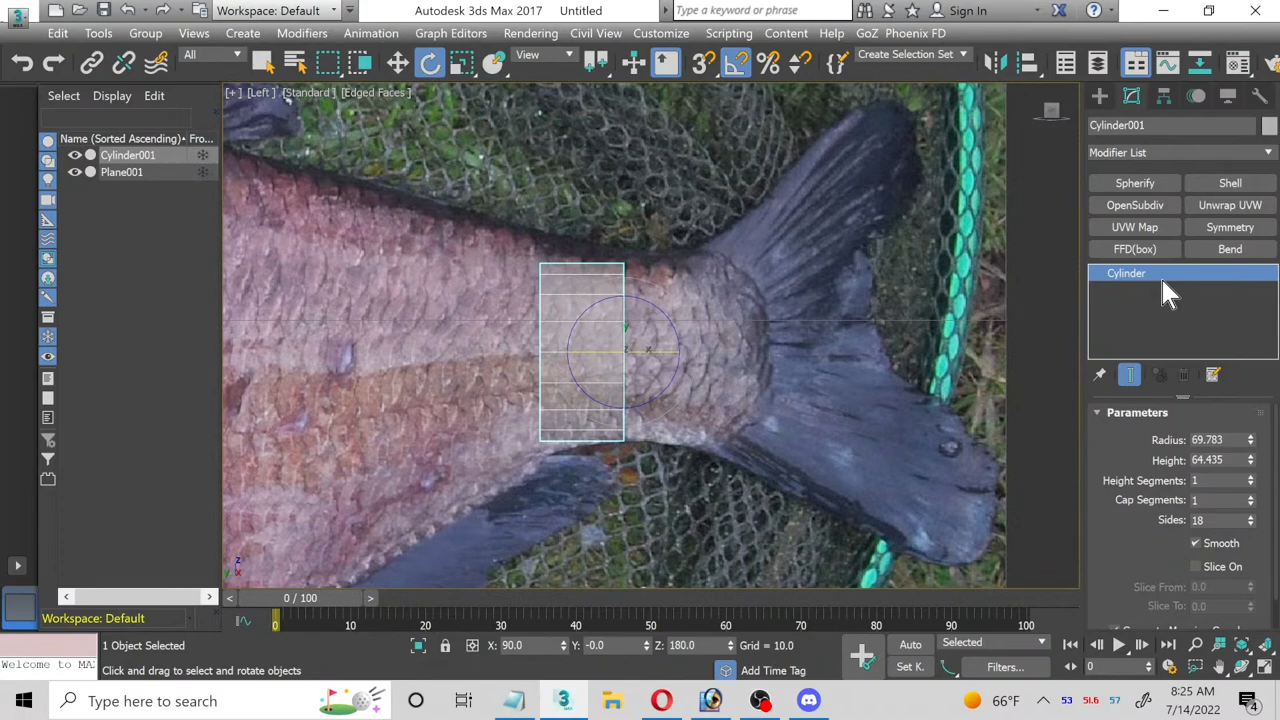 Workspace: Default
Autodesk 3ds Max 2017
Untitled
Type a keyword or phrase
Sign In
Edit
Tools
Group
Views
Create
Modifiers
Animation
Graph Editors
Rendering
Civil View
Customize
Scripting
Content
Help
GoZ
Phoenix FD
All
View
Create Selection Set
Select
Display
Edit
[+] [Left] [Standard] [Edged Faces]
Cylinder001
Name (Sorted Ascending)
Fro...
Cylinder001
Plane001
Modifier List
Spherify
Shell
OpenSubdiv
Unwrap UVW
UVW Map
Symmetry
FFD(box)
Bend
Cylinder
Parameters
Radius: 69.783
Height: 64.435
Height Segments: 1
Cap Segments: 1
Sides: 18
Smooth
Slice On
Slice From: 0.0
Slice To: 0.0
0 / 100
Workspace: Default
0 10 20 30 40 50 60 70 80 90 100
1 Object Selected
X: 90.0
Y: -0.0
Z: 180.0
Grid = 10.0
Auto
Selected
Welcome to MA
Click and drag to select and rotate objects
Add Time Tag
Set K.
Filters...
0
Type here to search
66°F
53
51.6
57
8:25 AM
7/14/2022
4